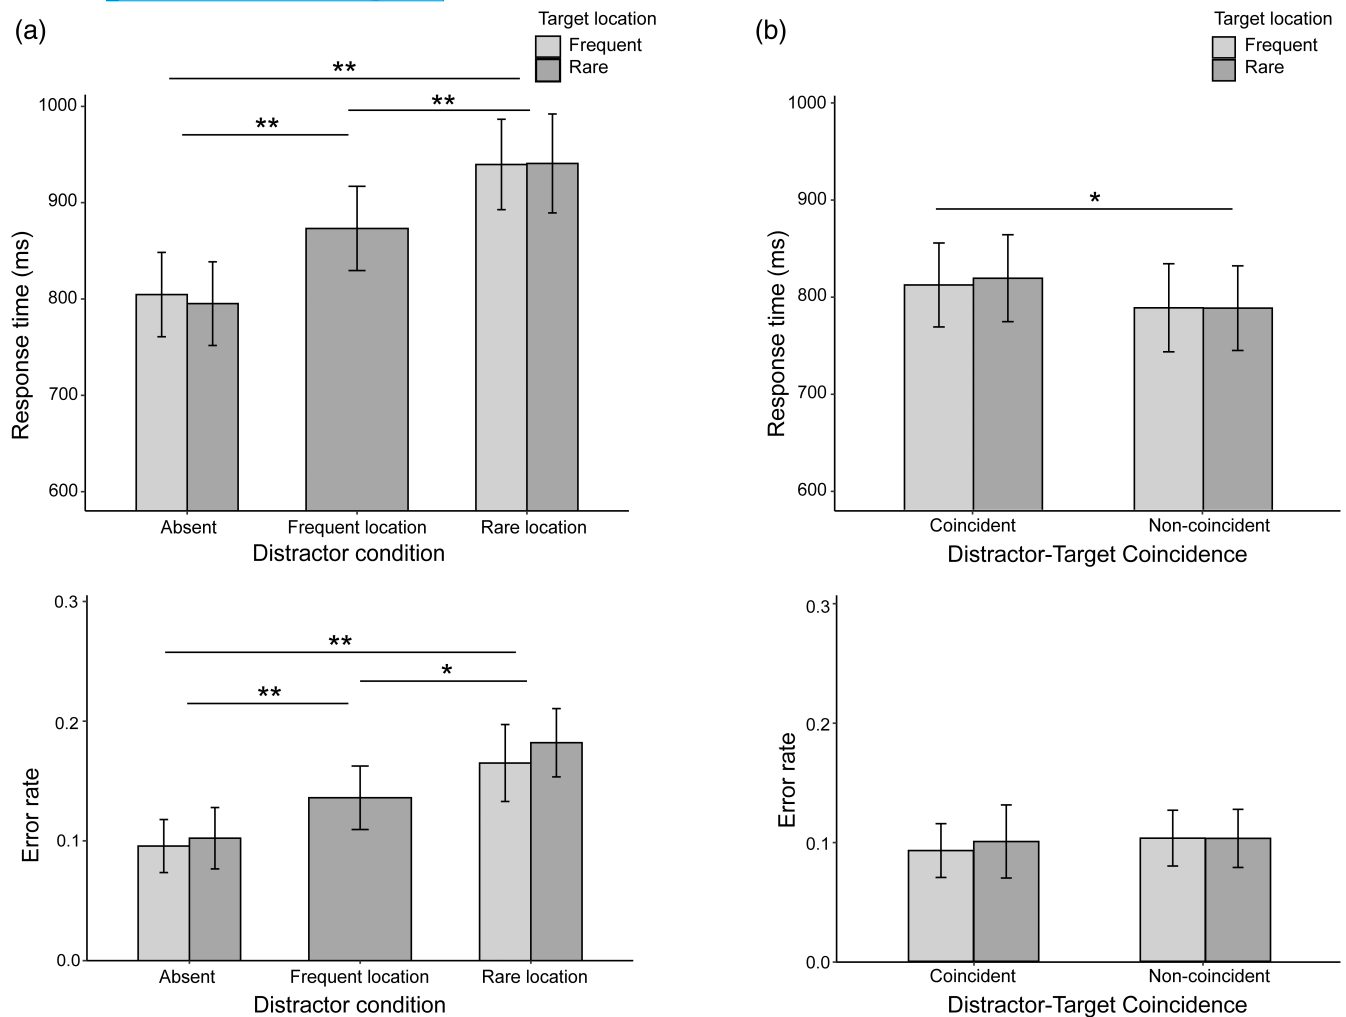 (a)
Target location
Frequent
Rare
**
**
**
1000
900
800
700
600
Response time (ms)
Absent
Frequent location
Rare location
Distractor condition
(b)
Target location
Frequent
Rare
*
1000
900
800
700
600
Response time (ms)
Coincident
Non-coincident
Distractor-Target Coincidence
**
*
**
0.3
0.2
0.1
0.0
Error rate
Absent
Frequent location
Rare location
Distractor condition
0.3
0.2
0.1
0.0
Error rate
Coincident
Non-coincident
Distractor-Target Coincidence